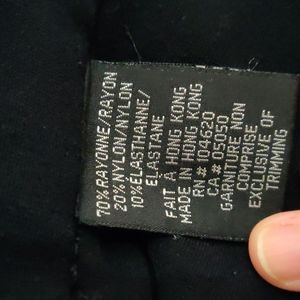 70% RAYONNE/RAYON
20% NYLON/NYLON
10% ELASTHANNE/
ELASTANE
FAIT À HONG KONG
MADE IN HONG KONG
RN# 104620
CA# 05050
GARNITURE NON
COMPRISE
EXCLUSIVE OF
TRIMMING